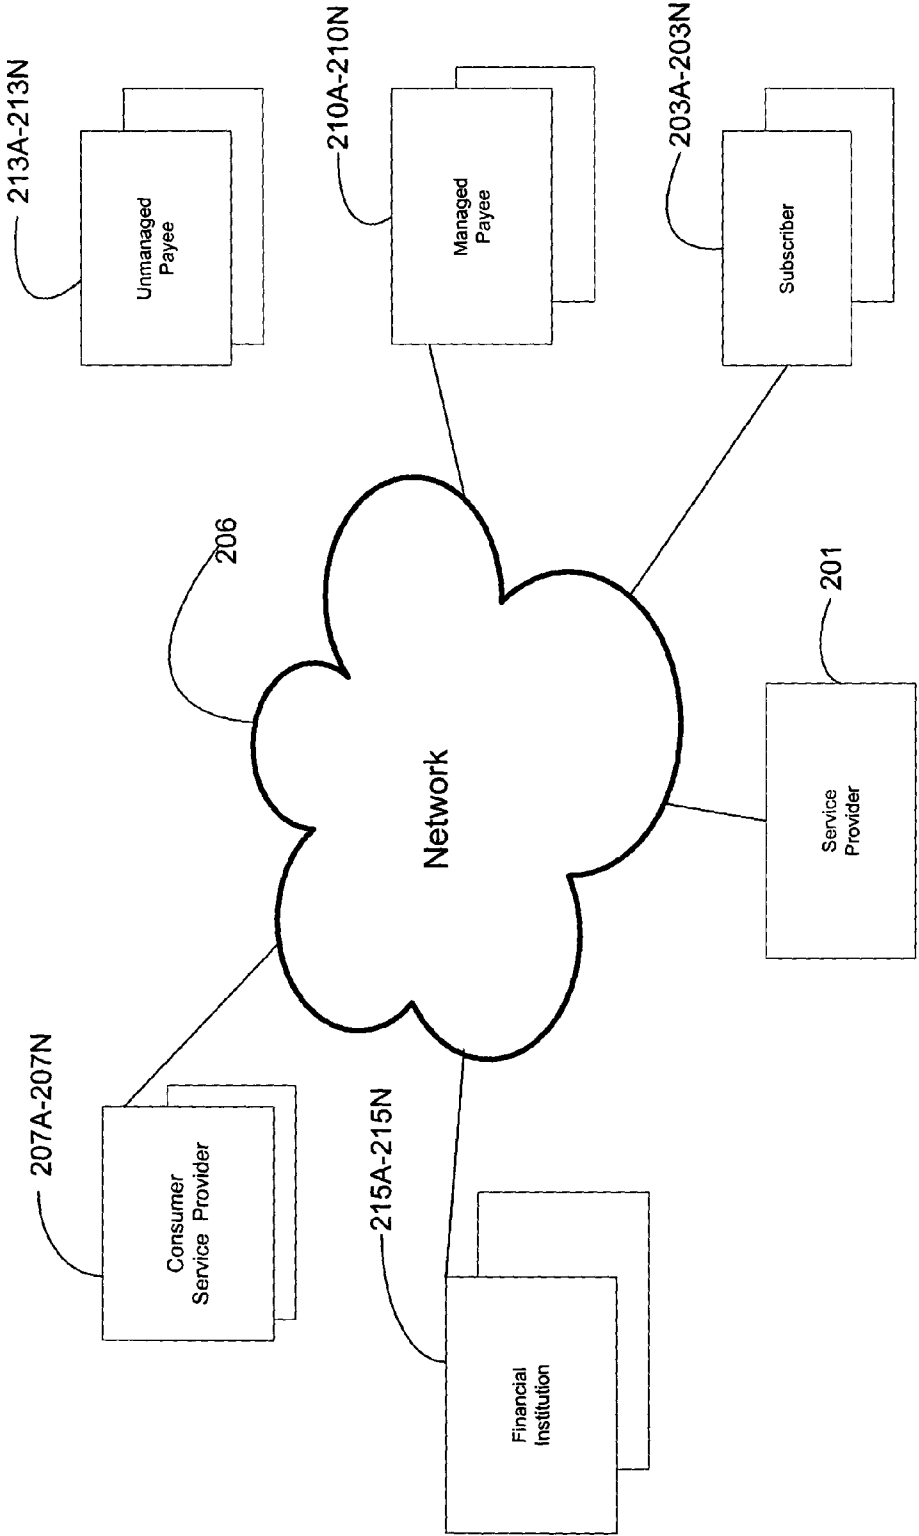 207A-207N
Consumer
Service Provider
213A-213N
Unmanaged
Payee
206
210A-210N
Managed
Payee
215A-215N
Financial
Institution
Network
203A-203N
Subscriber
201
Service
Provider